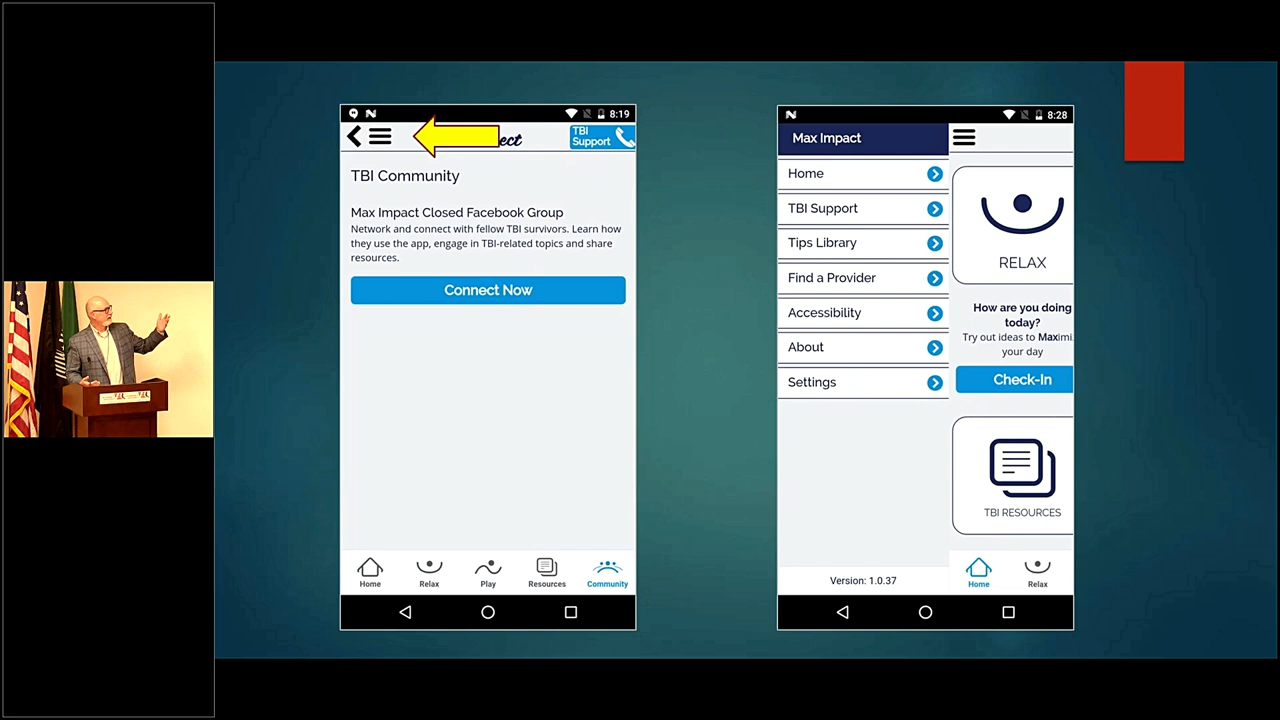 8:19
ect
TBI
Support
TBI Community
Max Impact Closed Facebook Group
Network and connect with fellow TBI survivors. Learn how
they use the app, engage in TBI-related topics and share
resources.
Connect Now
Home
Relax
Play
Resources
Community
8:28
Max Impact
Home
TBI Support
Tips Library
Find a Provider
Accessibility
About
Settings
Version: 1.0.37
RELAX
How are you doing
today?
Try out ideas to Maximi
your day
Check-In
TBI RESOURCES
Home
Relax